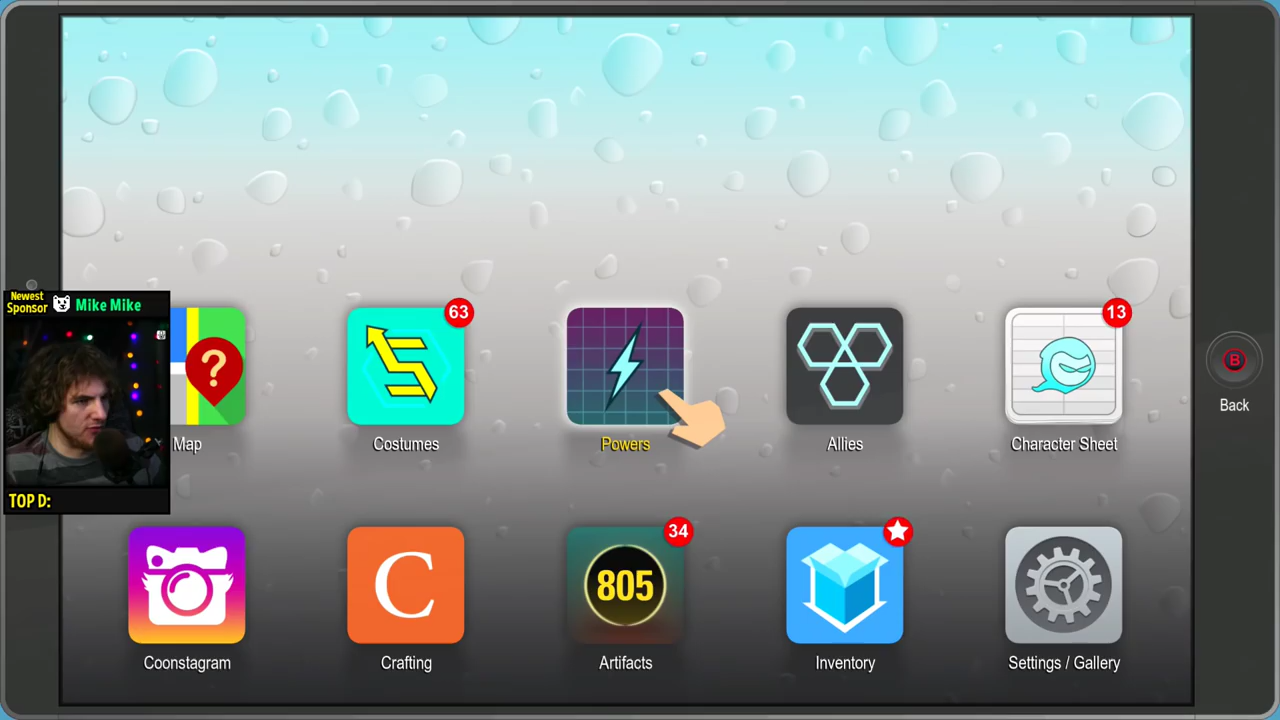 63
13
?
Map
Costumes
Powers
Allies
Character Sheet
B
Back
Newest
Sponsor
Mike Mike
TOP D:
34
C
805
Coonstagram
Crafting
Artifacts
Inventory
Settings / Gallery